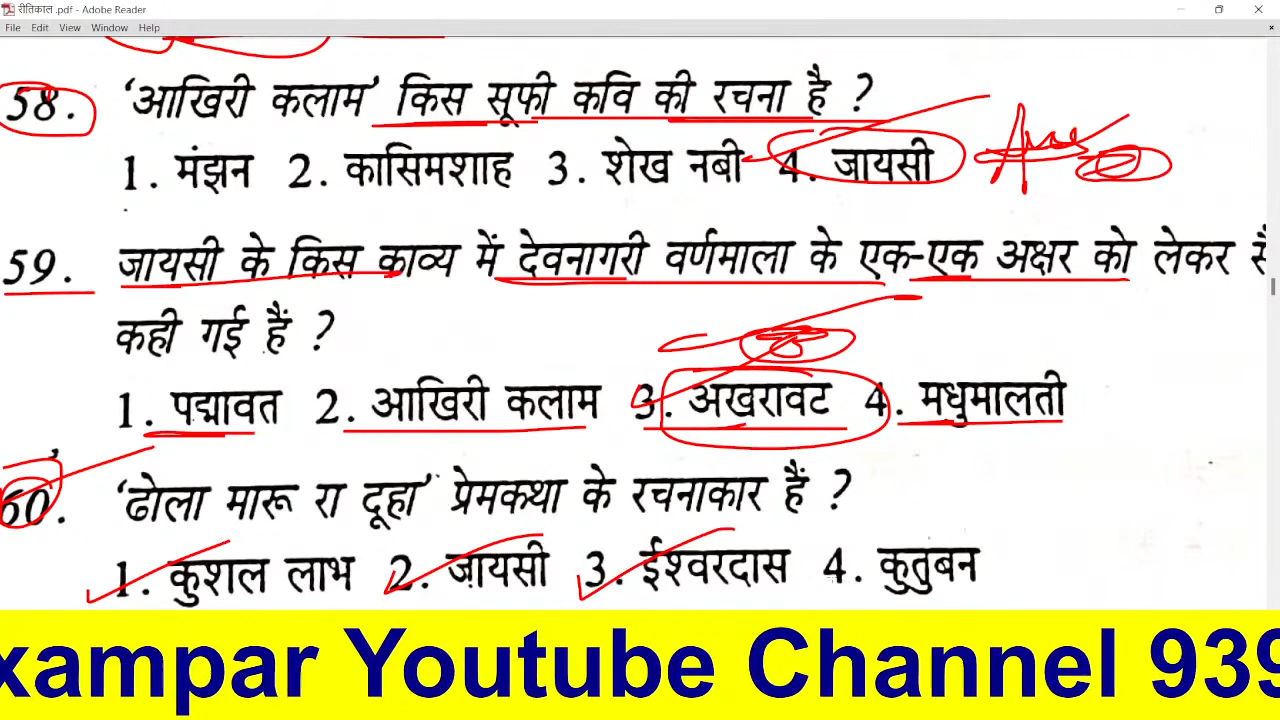 रीतिकाल .pdf - Adobe Reader
File Edit View Window Help
58. ‘आखिरी कलाम’ किस सूफी कवि की रचना है ?
1. मंझन 2. कासिमशाह 3. शेख नबी 4. जायसी Ans
59. जायसी के किस काव्य में देवनागरी वर्णमाला के एक-एक अक्षर को लेकर
कही गई हैं ?
1. पद्मावत 2. आखिरी कलाम 3. अखरावट 4. मधुमालती
60. ‘ढोला मारू रा दूहा’ प्रेमकथा के रचनाकार हैं ?
1. कुशल लाभ 2. जायसी 3. ईश्वरदास 4. कुतुबन
xampar Youtube Channel 939